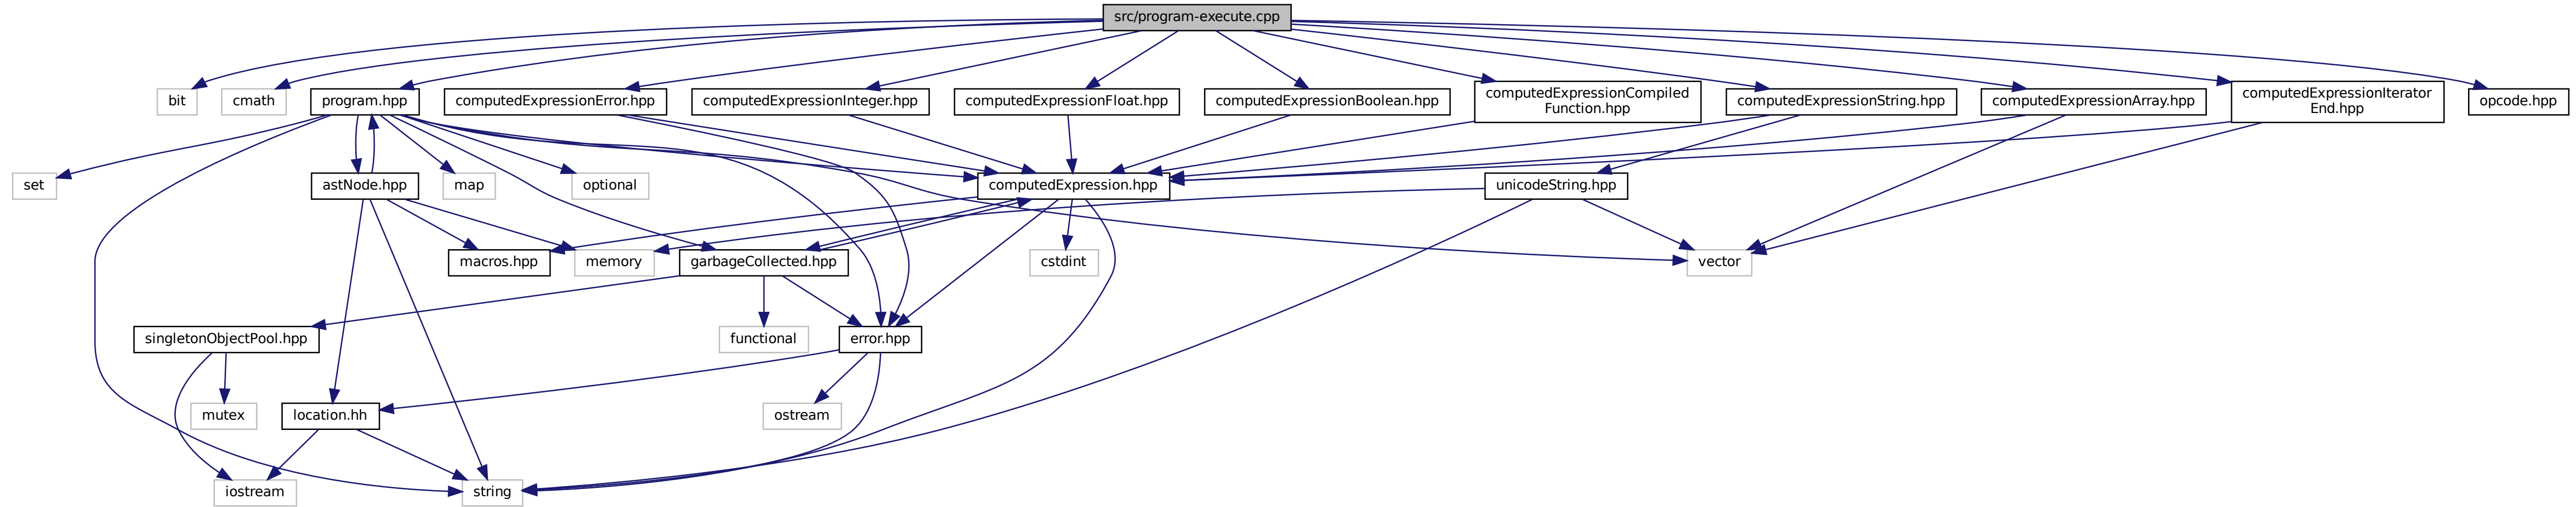 src/program-execute.cpp
bit
cmath
program.hpp
computedExpressionError.hpp
computedExpressionInteger.hpp
computedExpressionFloat.hpp
computedExpressionBoolean.hpp
computedExpressionCompiled
Function.hpp
computedExpressionString.hpp
computedExpressionArray.hpp
computedExpressionIterator
End.hpp
opcode.hpp
set
astNode.hpp
map
optional
computedExpression.hpp
unicodeString.hpp
macros.hpp
memory
garbageCollected.hpp
cstdint
vector
singletonObjectPool.hpp
functional
error.hpp
mutex
location.hh
ostream
iostream
string